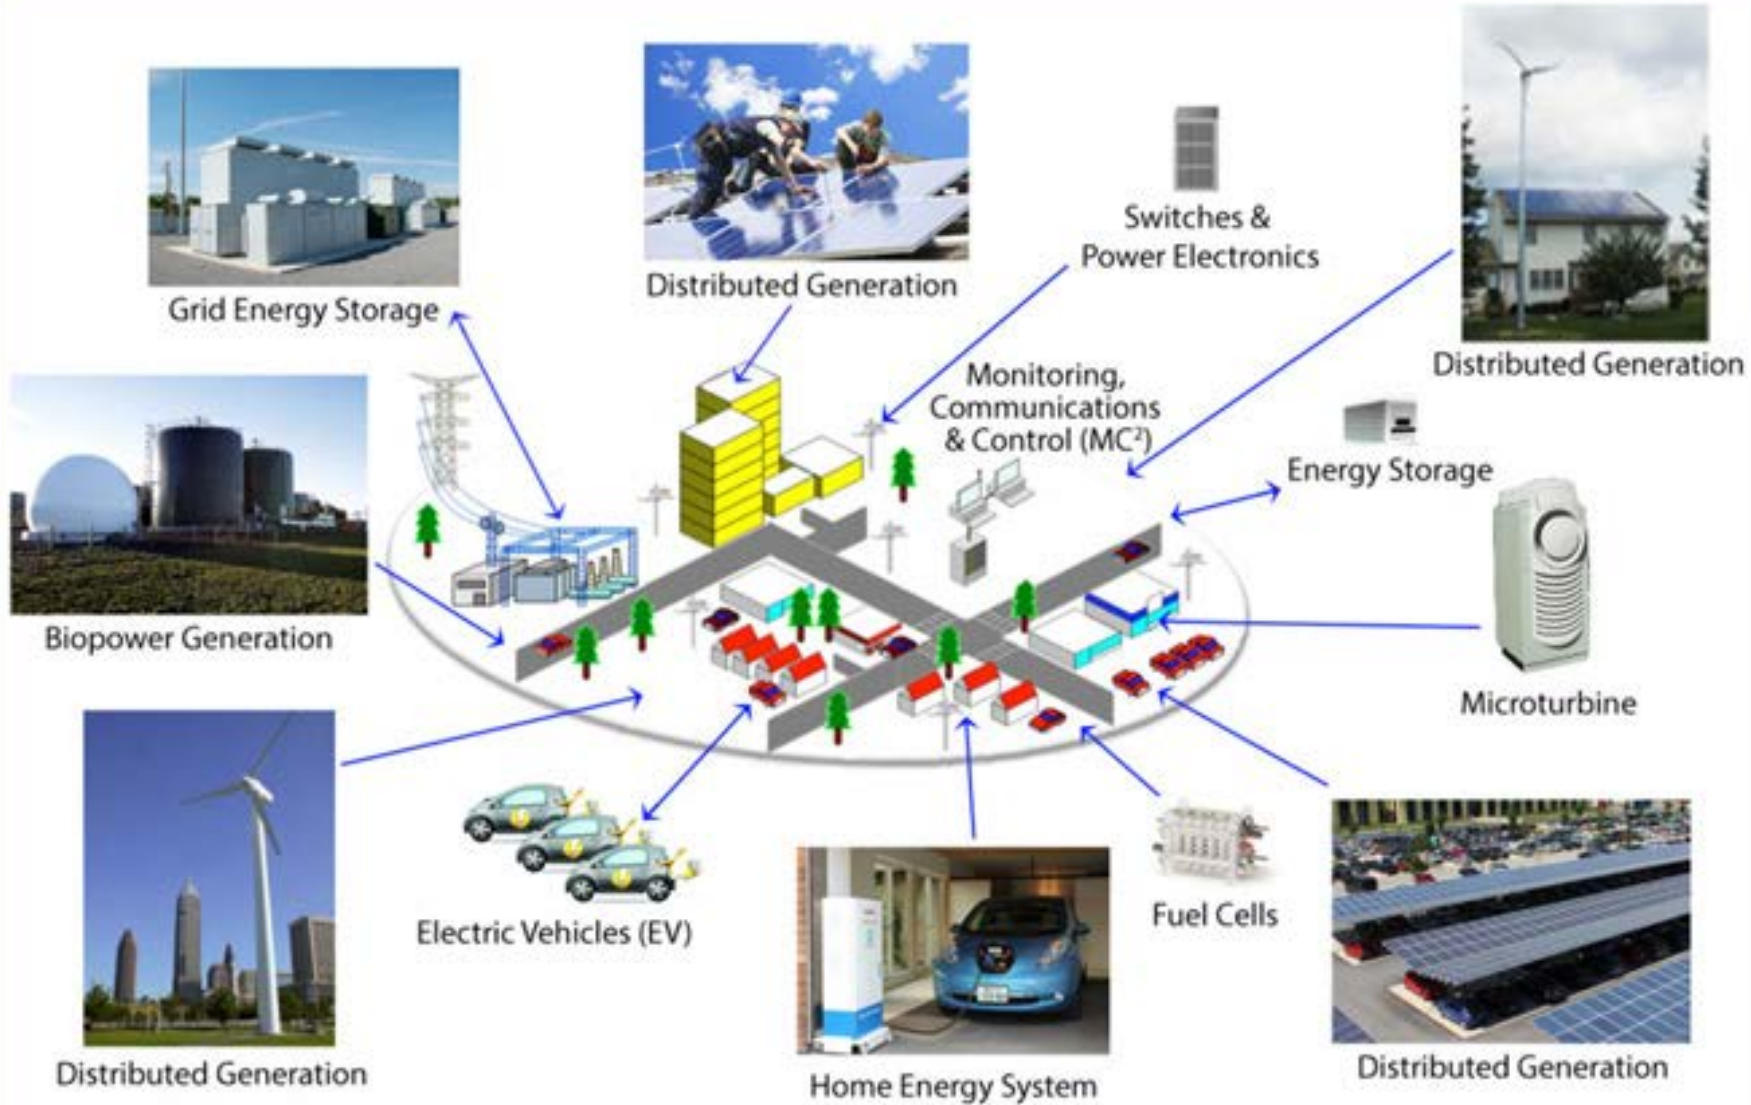 Grid Energy Storage
Distributed Generation
Switches &
Power Electronics
Distributed Generation
Monitoring,
Communications
& Control (MC²)
Energy Storage
Biopower Generation
Microturbine
Distributed Generation
Electric Vehicles (EV)
Home Energy System
Fuel Cells
Distributed Generation